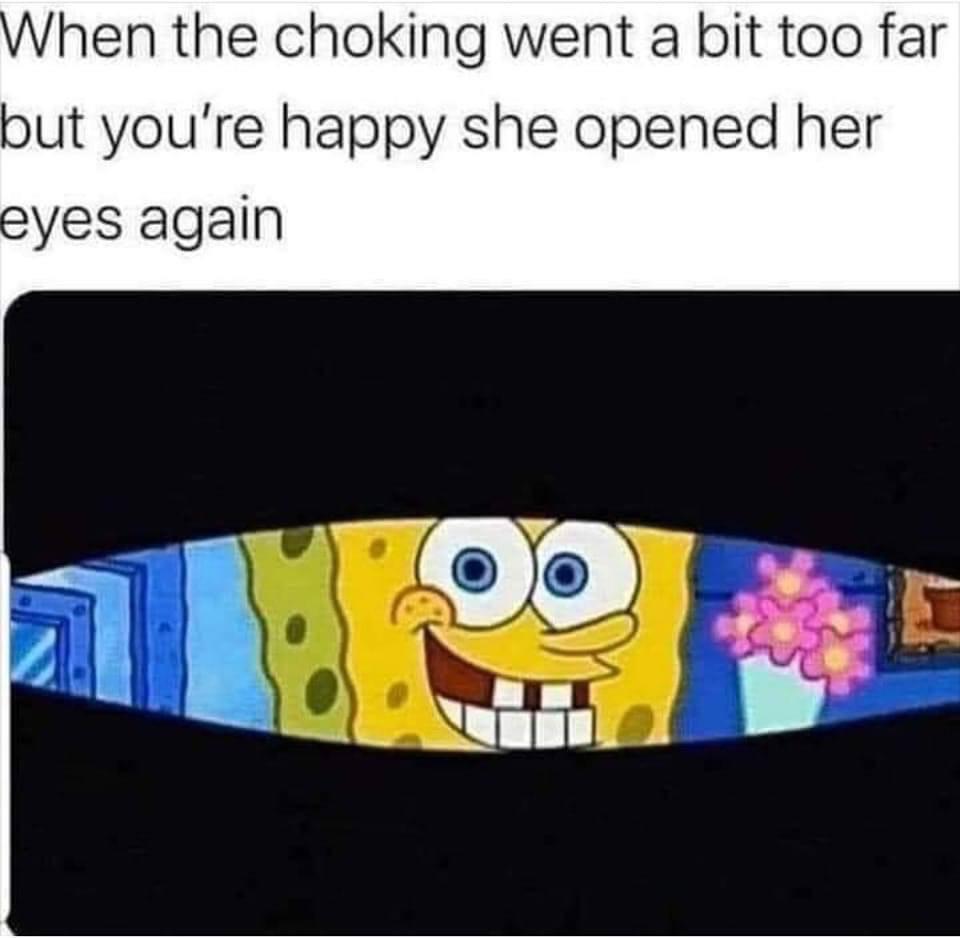 When the choking went a bit too far
but you're happy she opened her
eyes again